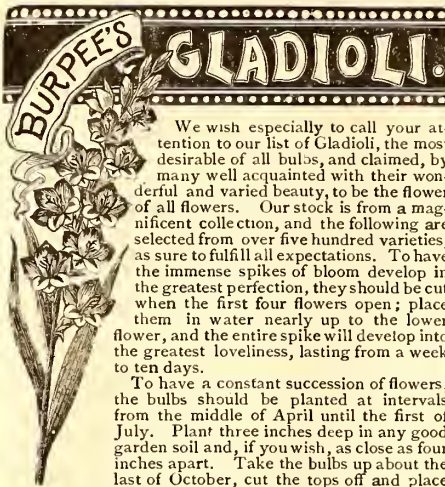 BURPEE'S
GLADIOLI.
We wish especially to call your at
tention to our list of Gladioli, the mos
desirable of all bulbs, and claimed, by
many well acquainted with their won-
derful and varied beauty, to be the flower
of all flowers. Our stock is from a mag-
nificent collection, and the following are
selected from over five hundred varieties,
as sure to fulfill all expectations. To have
the immense spikes of bloom develop in
the greatest perfection, they should be cut
when the first four flowers open; place
them in water nearly up to the lower
flower, and the entire spike will develop into
the greatest loveliness, lasting from a week
to ten days.
To have a constant succession of flowers,
the bulbs should be planted at intervals
from the middle of April until the first of
July. Plant three inches deep in any good
garden soil and, if you wish, as close as four
inches apart. Take the bulbs up about the
last of October, cut the tops off and place